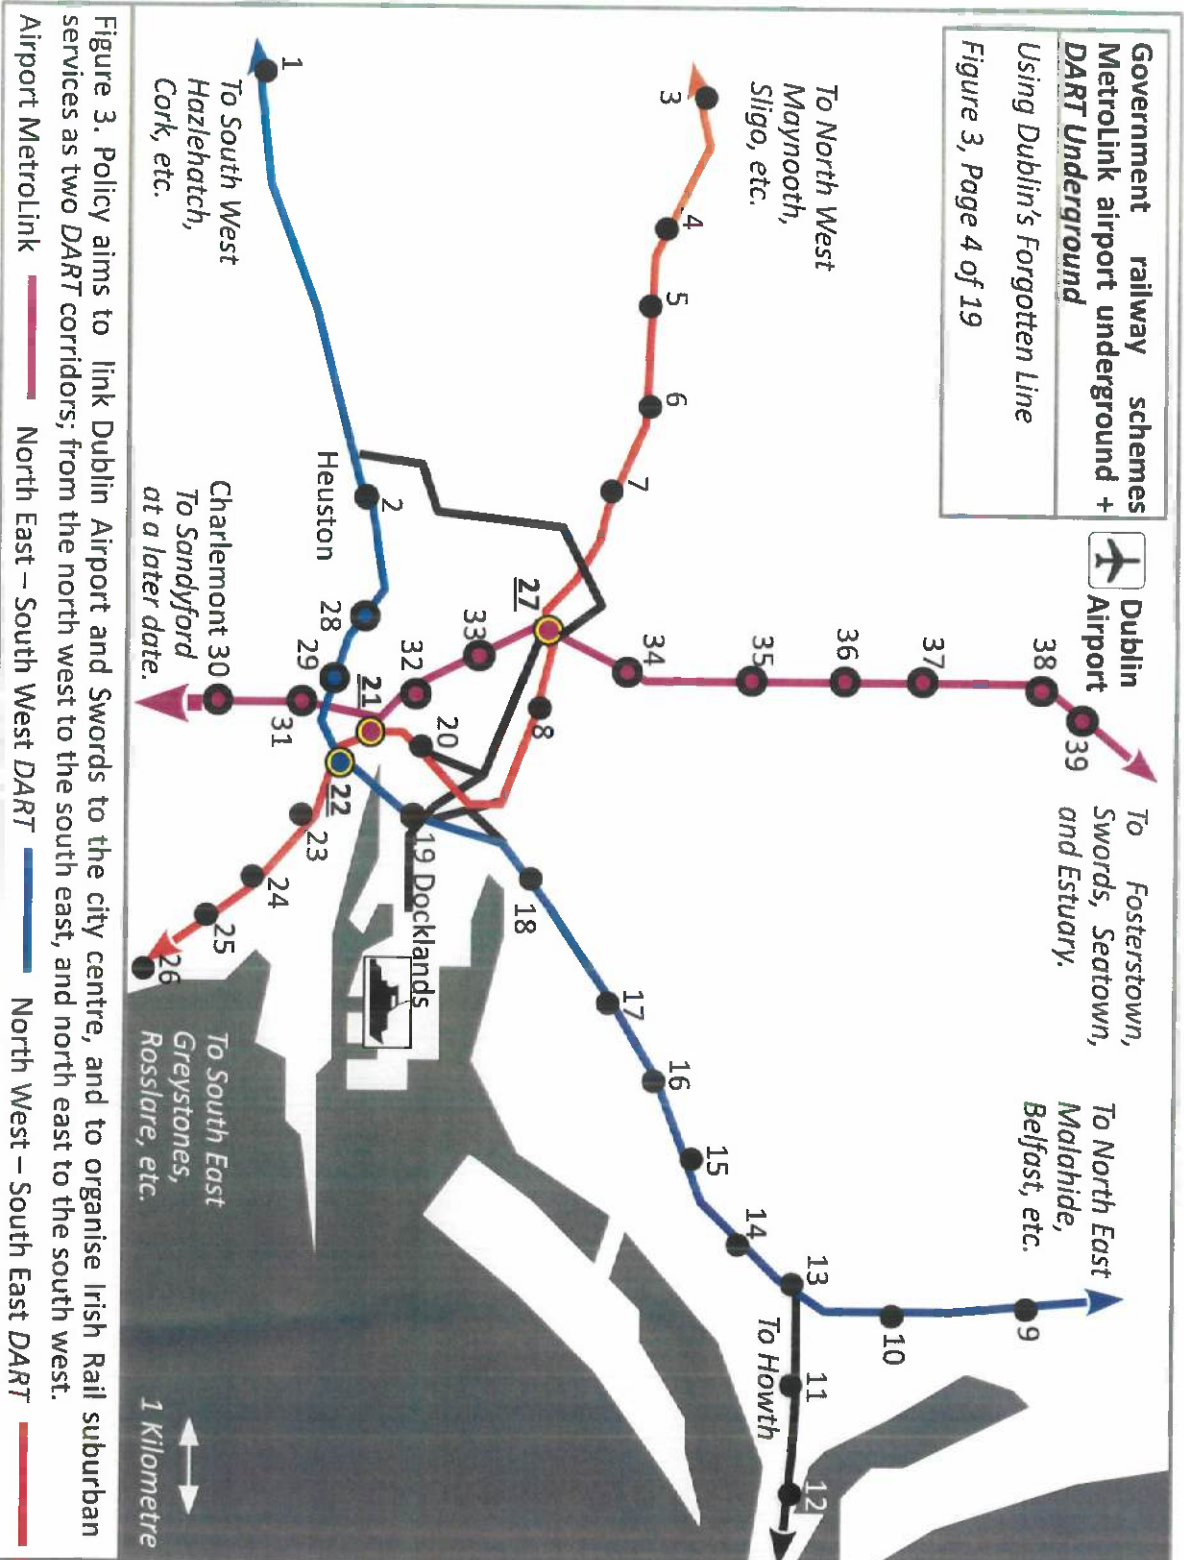 Government railway schemes
MetroLink airport underground +
DART Underground
Using Dublin's Forgotten Line
Figure 3, Page 4 of 19
Dublin
Airport
To Fosterstown,
Swords, Seatown,
and Estuary.
To North East
Malahide,
Belfast, etc.
To North West
Maynooth,
Sligo, etc.
To South West
Hazlehatch,
Cork, etc.
Heuston
Charlemont 30
To Sandyford
at a later date.
To Howth
19 Docklands
To South East
Greystones,
Rosslare, etc.
1 Kilometre
1
2
3
4
5
6
7
8
9
10
11
12
13
14
15
16
17
18
20
21
22
23
24
25
26
27
28
29
31
32
33
34
35
36
37
38
39
Figure 3. Policy aims to link Dublin Airport and Swords to the city centre, and to organise Irish Rail suburban
services as two DART corridors; from the north west to the south east, and north east to the south west.
Airport MetroLink North East – South West DART North West – South East DART